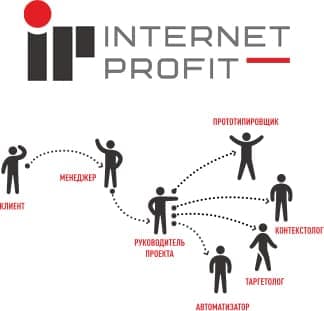 INTERNET
PROFIT
ПРОТОТИПИРОВЩИК
МЕНЕДЖЕР
КЛИЕНТ
КОНТЕКСТОЛОГ
РУКОВОДИТЕЛЬ
ПРОЕКТА
ТАРГЕТОЛОГ
АВТОМАТИЗАТОР